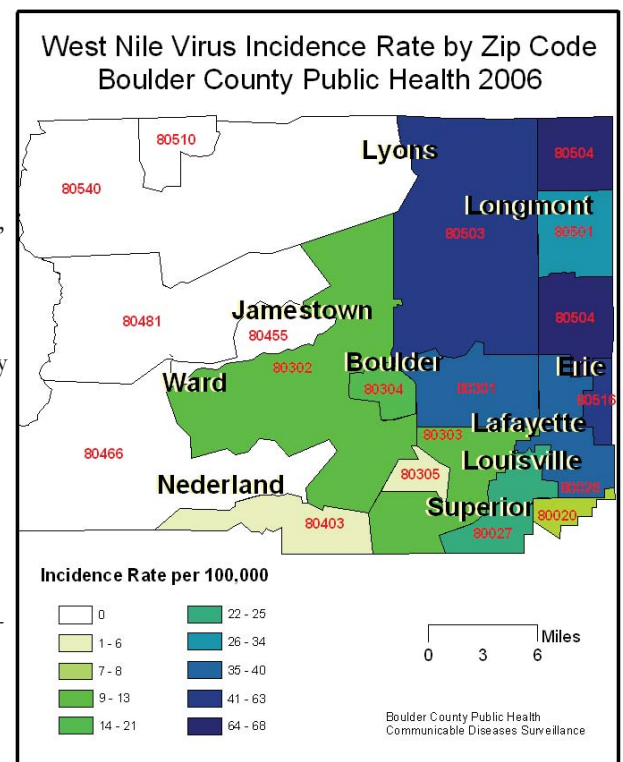 West Nile Virus Incidence Rate by Zip Code
Boulder County Public Health 2006
80510
Lyons
80504
80540
Longmont
80503
80501
80481
Jamestown
80504
80455
Boulder
Erie
80302
Ward
80304
80301
80516
Lafayette
80303
80466
Louisville
80305
Nederland
80026
Superior
80403
80020
80027
Incidence Rate per 100,000
0
22 - 25
1 - 6
26 - 34
7 - 8
35 - 40
9 - 13
41 - 63
14 - 21
64 - 68
Miles
0 3 6
Boulder County Public Health
Communicable Diseases Surveillance